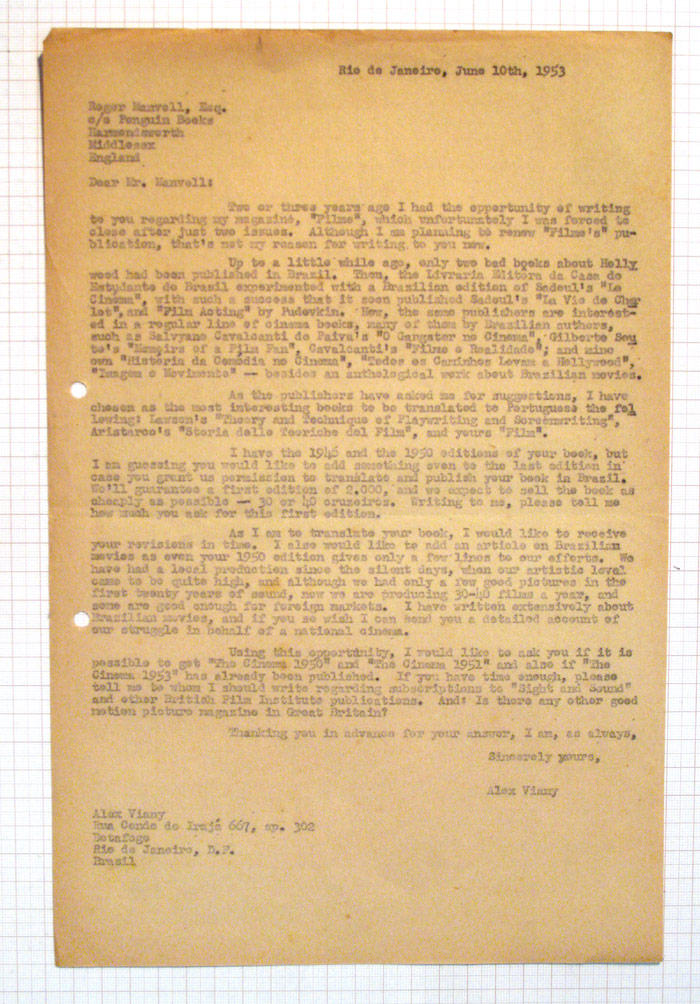 Rio de Janeiro, June 10th, 1953
Roger Manvell, Esq.
c/o Penguin Books
Harmondsworth
Middlesex
England
Dear Mr. Manvell:
Two or three years ago I had the opportunity of writing
to you regarding my magazine, "Filme", which unfortunately I was forced to
close after just two issues. Although I am planning to renew "Filme's" pu-
blication, that's not my reason for writing to you now.
Up to a little while ago, only two bad books about Holly
wood had been published in Brazil. Then, the Livraria Editôra da Casa do
Estudante do Brasil experimented with a Brazilian edition of Sadoul's "Le
Cinema", with such a success that it soon published Sadoul's "La Vie de Char
lot", and "Film Acting" by Pudovkin. Now, the same publishers are interest-
ed in a regular line of cinema books, many of them by Brazilian authors,
such as Salvyano Cavalcanti de Paiva's "O Gangster no Cinema", Gilberto Sou
to's "Memoirs of a Film Fan", Cavalcanti's "Filme e Realidade"; and mine
own "História da Comédia no Cinema", "Todos os Caminhos Levam a Hollywood",
"Imagem e Movimento" -- besides an anthological work about Brazilian movies.
As the publishers have asked me for suggestions, I have
chosen as the most interesting books to be translated to Portuguese the fol
lowing: Lawson's "Theory and Technique of Playwriting and Screenwriting",
Aristarco's "Storia delle Teoriche del Film", and yours "Film".
I have the 1946 and the 1950 editions of your book, but
I am guessing you would like to add something even to the last edition in
case you grant us permission to translate and publish your book in Brazil.
We'll guarantee a first edition of 2.000, and we expect to sell the book as
cheaply as possible -- 30 or 40 cruzeiros. Writing to me, please tell me
how much you ask for this first edition.
As I am to translate your book, I would like to receive
your revisions in time. I also would like to add an article on Brazilian
movies as even your 1950 edition gives only a few lines to our efforts. We
have had a local production since the silent days, when our artistic level
came to be quite high, and although we had only a few good pictures in the
first twenty years of sound, now we are producing 30-40 films a year, and
some are good enough for foreign markets. I have written extensively about
Brazilian movies, and if you so wish I can send you a detailed account of
our struggle in behalf of a national cinema.
Using this opportunity, I would like to ask you if it is
possible to get "The Cinema 1950" and "The Cinema 1951" and also if "The
Cinema 1953" has already been published. If you have time enough, please
tell me to whom I should write regarding subscriptions to "Sight and Sound"
and other British Film Institute publications. And: Is there any other good
motion picture magazine in Great Britain?
Thanking you in advance for your answer, I am, as always,
Sincerely yours,
Alex Viany
Alex Viany
Rua Conde de Irajá 667, ap. 302
Botafogo
Rio de Janeiro, D.F.
Brasil